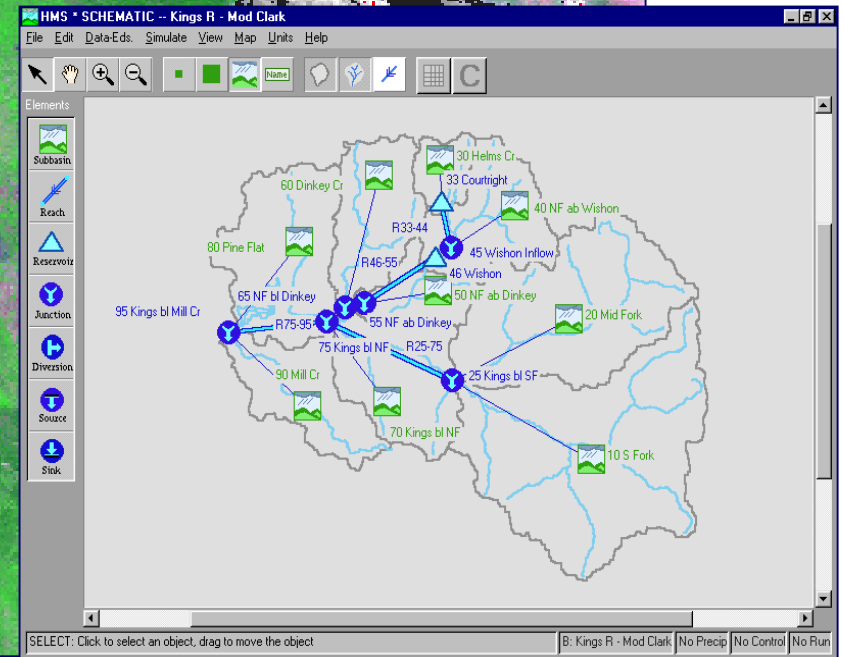 HMS * SCHEMATIC -- Kings R - Mod Clark
File Edit Data-Eds. Simulate View Map Units Help
Name
C
Elements
Subbasin
Reach
Reservoir
Junction
Diversion
Source
Sink
30 Helms Cr
33 Courtright
60 Dinkey Cr
40 NF ab Wishon
R33-44
80 Pine Flat
45 Wishon Inflow
R46-55
46 Wishon
65 NF bl Dinkey
50 NF ab Dinkey
95 Kings bl Mill Cr
20 Mid Fork
R75-95
55 NF ab Dinkey
75 Kings bl NF
R25-75
90 Mill Cr
25 Kings bl SF
70 Kings bl NF
10 S Fork
SELECT: Click to select an object, drag to move the object
B: Kings R - Mod Clark
No Precip
No Control
No Run